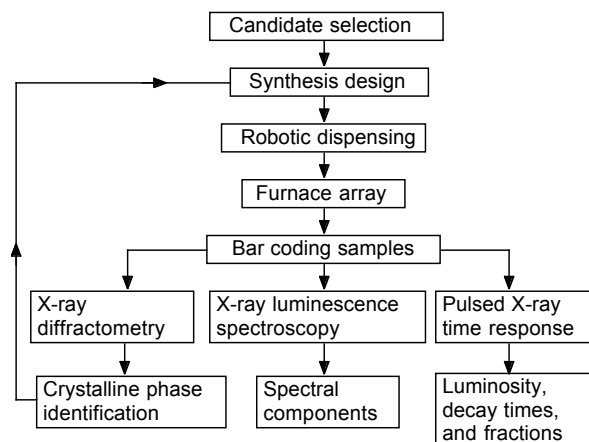 Candidate selection
Synthesis design
Robotic dispensing
Furnace array
Bar coding samples
X-ray
diffractometry
X-ray luminescence
spectroscopy
Pulsed X-ray
time response
Crystalline phase
identification
Spectral
components
Luminosity,
decay times,
and fractions